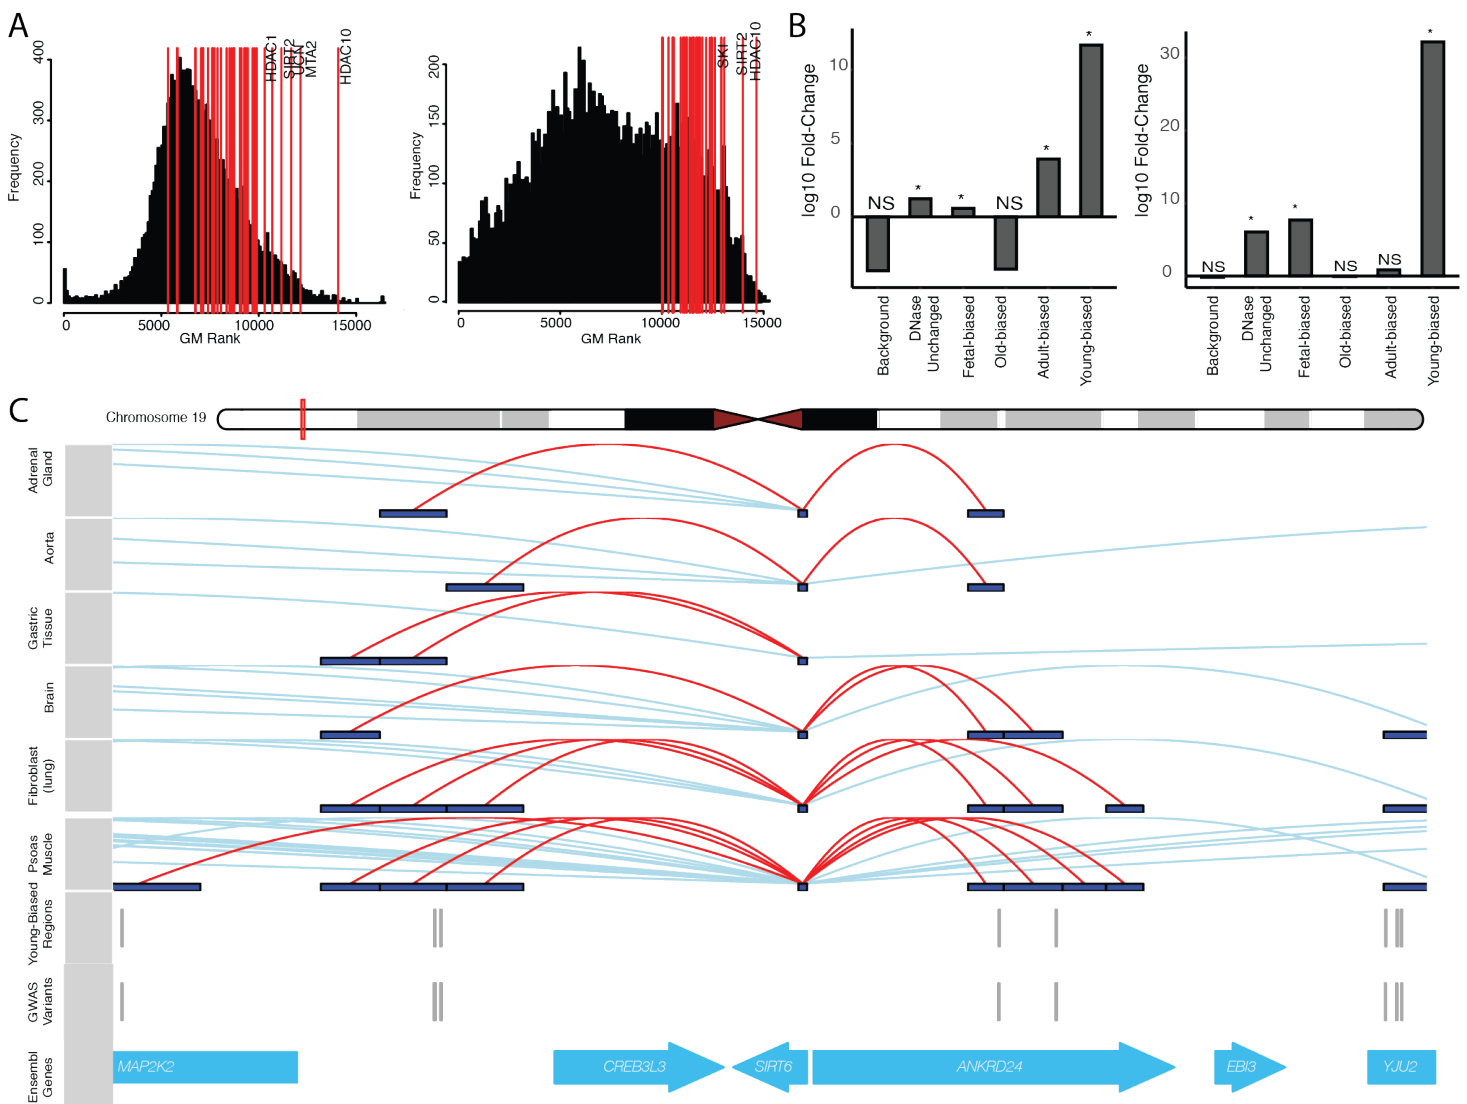 A
400
300
200
100
0
Frequency
HDAC1
SIRT2
UCN
MTA2
HDAC10
0
5000
10000
15000
GM Rank
200
150
100
50
0
Frequency
SKI
SIRT2
HDAC10
0
5000
10000
15000
GM Rank
B
log10 Fold-Change
10
5
0
NS
*
*
NS
*
*
Background
DNase
Unchanged
Fetal-biased
Old-biased
Adult-biased
Young-biased
log10 Fold-Change
30
20
10
0
NS
*
*
NS
NS
*
Background
DNase
Unchanged
Fetal-biased
Old-biased
Adult-biased
Young-biased
C
Chromosome 19
Adrenal
Gland
Aorta
Gastric
Tissue
Brain
Fibroblast
(lung)
Psoas
Muscle
Young-Biased
Regions
GWAS
Variants
Ensembl
Genes
MAP2K2
CREB3L3
SIRT6
ANKRD24
EBI3
YJU2